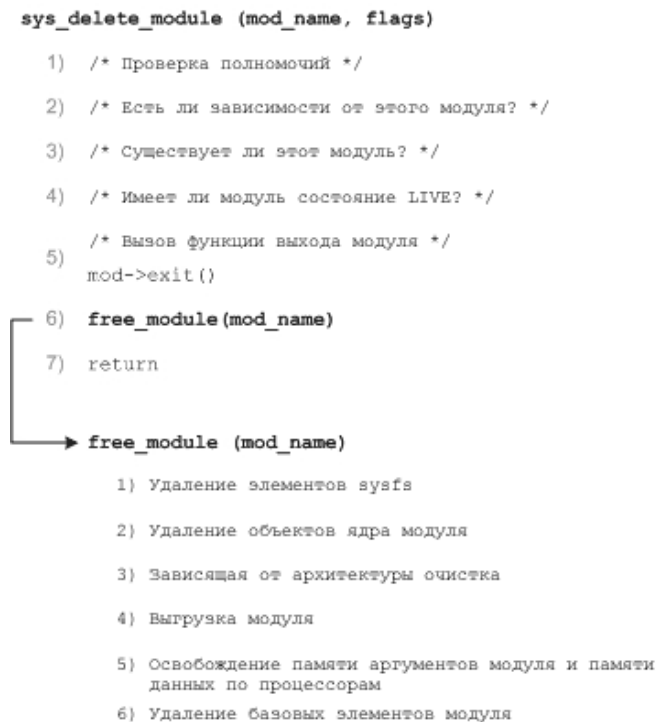 sys_delete_module (mod_name, flags)
1) /* Проверка полномочий */
2) /* Есть ли зависимости от этого модуля? */
3) /* Существует ли этот модуль? */
4) /* Имеет ли модуль состояние LIVE? */
5) /* Вызов функции выхода модуля */
mod->exit()
6) free_module(mod_name)
7) return
free_module (mod_name)
1) Удаление элементов sysfs
2) Удаление объектов ядра модуля
3) Зависящая от архитектуры очистка
4) Выгрузка модуля
5) Освобождение памяти аргументов модуля и памяти
данных по процессорам
6) Удаление базовых элементов модуля